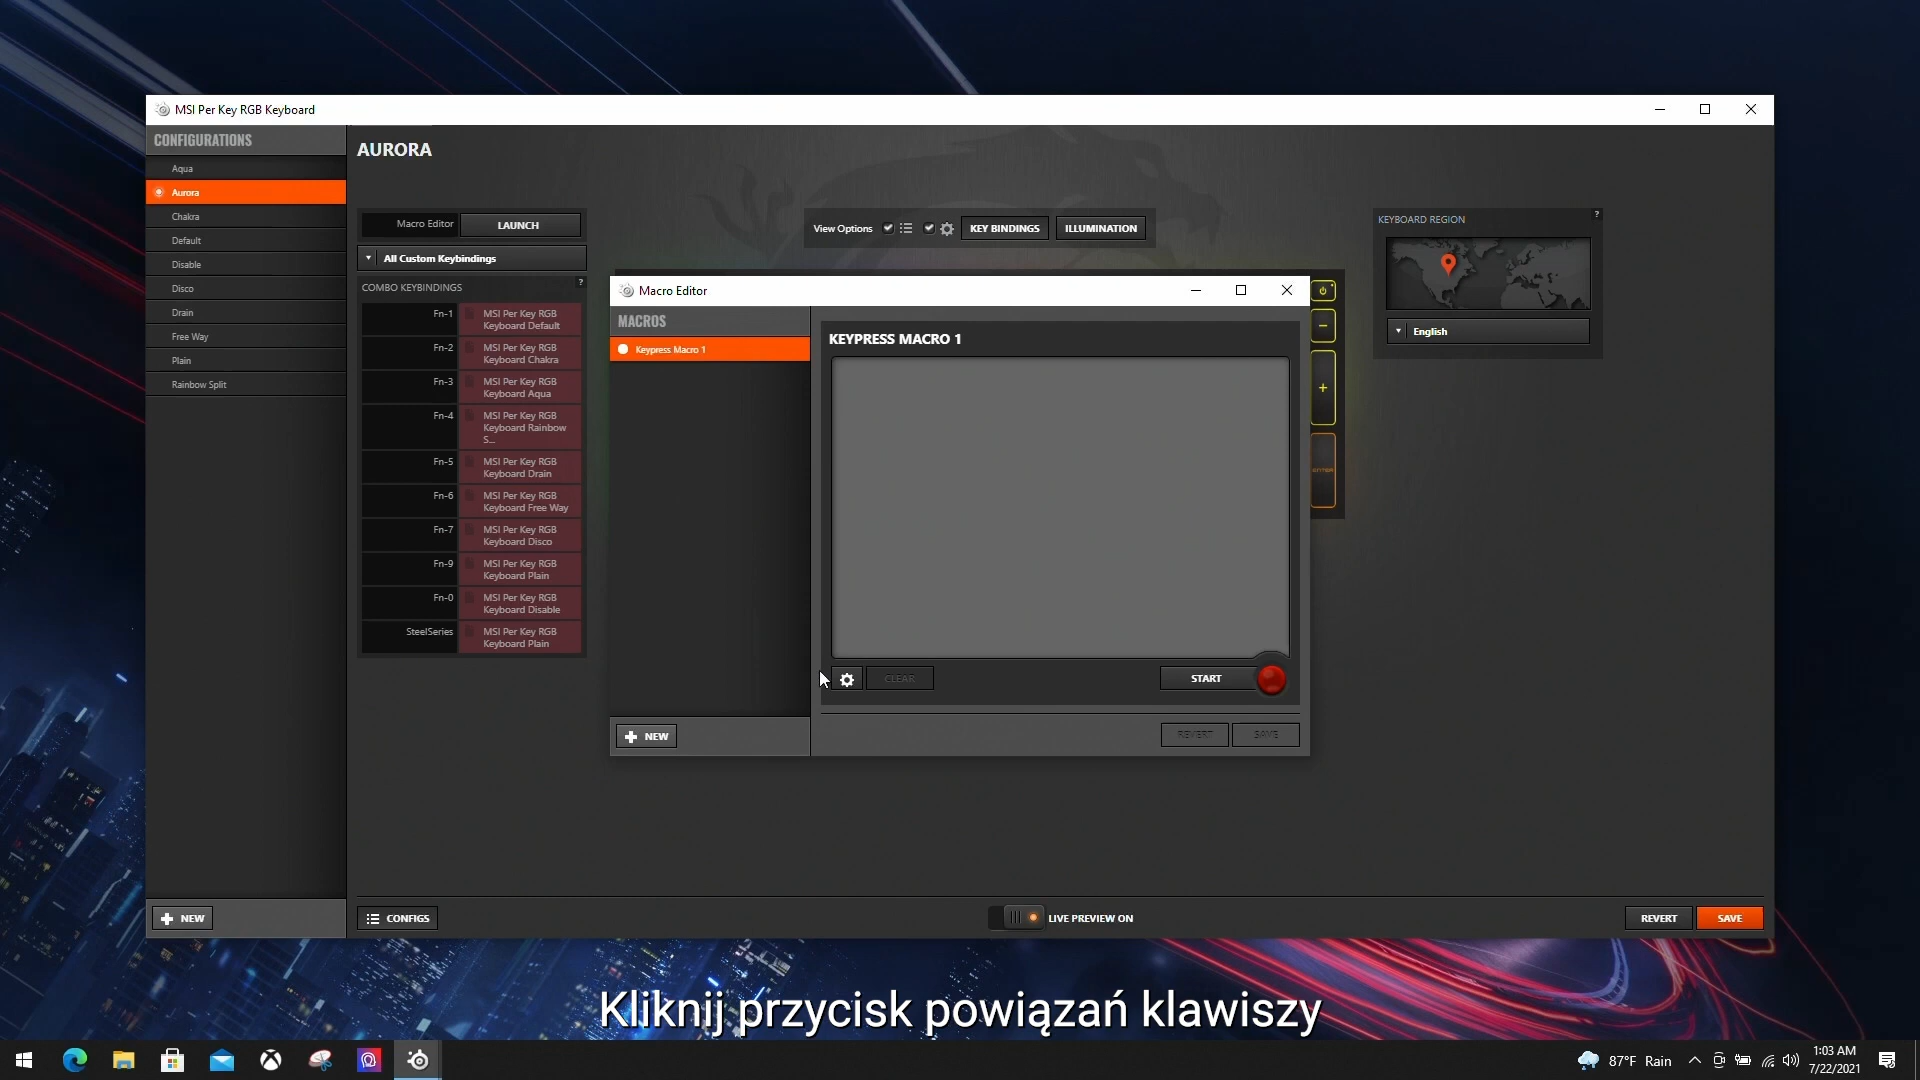 MSI Per Key RGB Keyboard
CONFIGURATIONS
Aqua
Aurora
Chakra
Default
Disable
Disco
Drain
Free Way
Plain
Rainbow Split
NEW
AURORA
Macro Editor
LAUNCH
All Custom Keybindings
COMBO KEYBINDINGS
?
Fn-1
MSI Per Key RGB
Keyboard Default
Fn-2
MSI Per Key RGB
Keyboard Chakra
Fn-3
MSI Per Key RGB
Keyboard Aqua
Fn-4
MSI Per Key RGB
Keyboard Rainbow
S...
Fn-5
MSI Per Key RGB
Keyboard Drain
Fn-6
MSI Per Key RGB
Keyboard Free Way
Fn-7
MSI Per Key RGB
Keyboard Disco
Fn-9
MSI Per Key RGB
Keyboard Plain
Fn-0
MSI Per Key RGB
Keyboard Disable
SteelSeries
MSI Per Key RGB
Keyboard Plain
View Options
KEY BINDINGS
ILLUMINATION
KEYBOARD REGION
?
English
Macro Editor
MACROS
Keypress Macro 1
NEW
KEYPRESS MACRO 1
CLEAR
START
REVERT
SAVE
−
+
ENTER
CONFIGS
LIVE PREVIEW ON
REVERT
SAVE
Kliknij przycisk powiązań klawiszy
87°F Rain
1:03 AM
7/22/2021